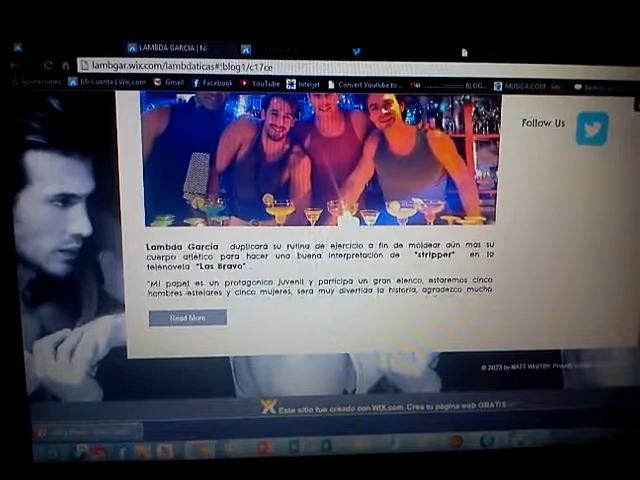 LAMBDA GARCIA | N
lambgar.wix.com/lambdaticas#!blog1/c17ce
Aplicaciones Mi Cuenta | Wix.com Gmail Facebook YouTube Interjet Convert Youtube to BLOG... MUSICA.COM
Follow Us
Lambda Garcia duplicará su rutina de ejercicio a fin de moldear aún más su
cuerpo atlético para hacer una buena interpretación de "stripper" en la
telenovela "Las Bravo"
"Mi papel es un protagonico juvenil y participa un gran elenco, estaremos cinco
hombres estelares y cinco mujeres, será muy divertida la historia, agradezco mucho
Read More
© 2023 by MATT WHITBY.
Este sitio fue creado con WIX.com. Crea tu página web GRATIS